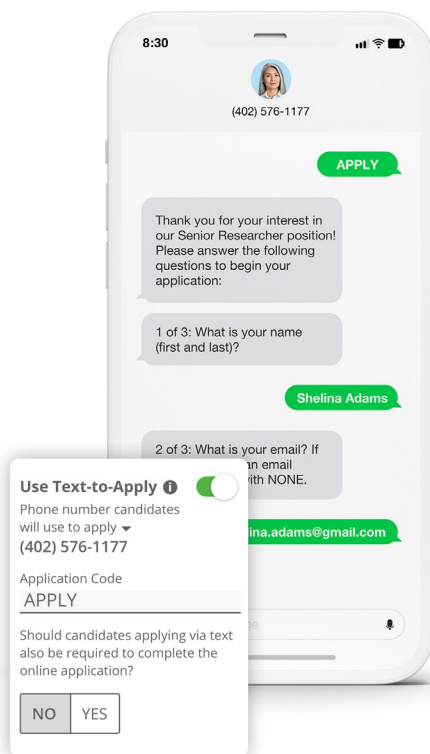 8:30
(402) 576-1177
APPLY
Thank you for your interest in
our Senior Researcher position!
Please answer the following
questions to begin your
application:
1 of 3: What is your name
(first and last)?
Shelina Adams
2 of 3: What is your email? If
an email
with NONE.
ina.adams@gmail.com
Use Text-to-Apply
Phone number candidates
will use to apply
(402) 576-1177
Application Code
APPLY
Should candidates applying via text
also be required to complete the
online application?
NO YES